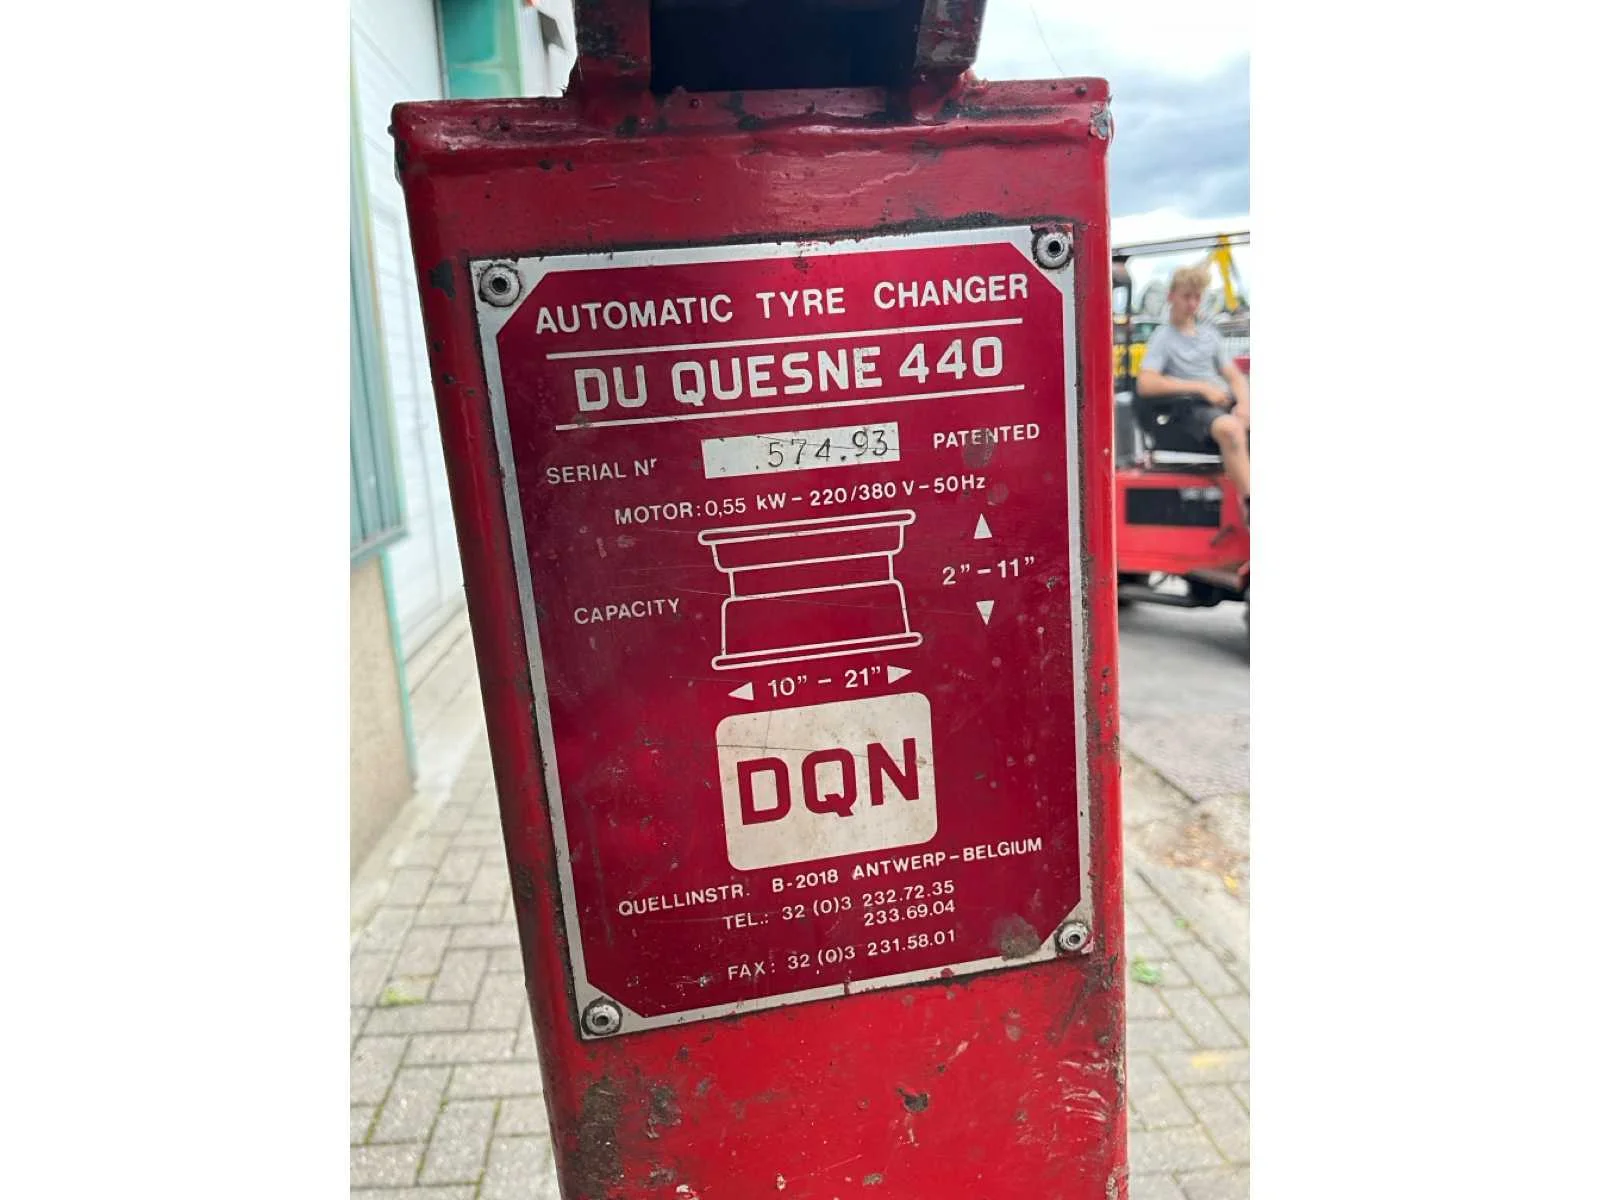 AUTOMATIC TYRE CHANGER
DU QUESNE 440
SERIAL Nr .574.93 PATENTED
MOTOR: 0,55 kW - 220/380 V - 50Hz
2" - 11"
CAPACITY
10" - 21"
DQN
QUELLINSTR. B-2018 ANTWERP-BELGIUM
TEL.: 32 (0)3 232.72.35
233.69.04
FAX: 32 (0)3 231.58.01